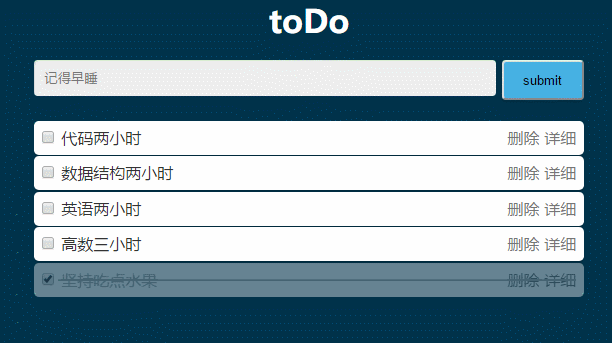 toDo
记得早睡 submit
代码两小时 删除 详细
数据结构两小时 删除 详细
英语两小时 删除 详细
高数三小时 删除 详细
坚持吃点水果 删除 详细